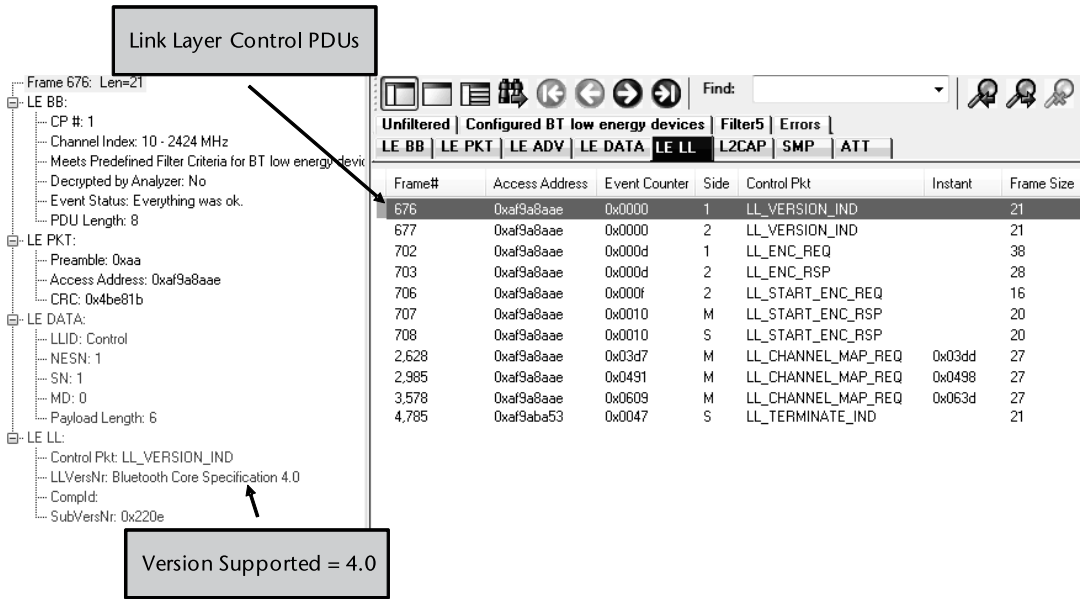 Link Layer Control PDUs
Frame 676: Len=21
LE BB:
CP #: 1
Channel Index: 10 - 2424 MHz
Meets Predefined Filter Criteria for BT low energy devic
Decrypted by Analyzer: No
Event Status: Everything was ok.
PDU Length: 8
LE PKT:
Preamble: 0xaa
Access Address: 0xaf9a8aae
CRC: 0x4be81b
LE DATA:
LLID: Control
NESN: 1
SN: 1
MD: 0
Payload Length: 6
LE LL:
Control Pkt: LL_VERSION_IND
LLVersNr: Bluetooth Core Specification 4.0
CompId:
SubVersNr: 0x220e
Version Supported = 4.0
Find:
Unfiltered Configured BT low energy devices Filter5 Errors
LE BB LE PKT LE ADV LE DATA LE LL L2CAP SMP ATT
Frame# Access Address Event Counter Side Control Pkt Instant Frame Size
676 0xaf9a8aae 0x0000 1 LL_VERSION_IND 21
677 0xaf9a8aae 0x0000 2 LL_VERSION_IND 21
702 0xaf9a8aae 0x000d 1 LL_ENC_REQ 38
703 0xaf9a8aae 0x000d 2 LL_ENC_RSP 28
706 0xaf9a8aae 0x000f 2 LL_START_ENC_REQ 16
707 0xaf9a8aae 0x0010 M LL_START_ENC_RSP 20
708 0xaf9a8aae 0x0010 S LL_START_ENC_RSP 20
2,628 0xaf9a8aae 0x03d7 M LL_CHANNEL_MAP_REQ 0x03dd 27
2,985 0xaf9a8aae 0x0491 M LL_CHANNEL_MAP_REQ 0x0498 27
3,578 0xaf9a8aae 0x0609 M LL_CHANNEL_MAP_REQ 0x063d 27
4,785 0xaf9aba53 0x0047 S LL_TERMINATE_IND 21